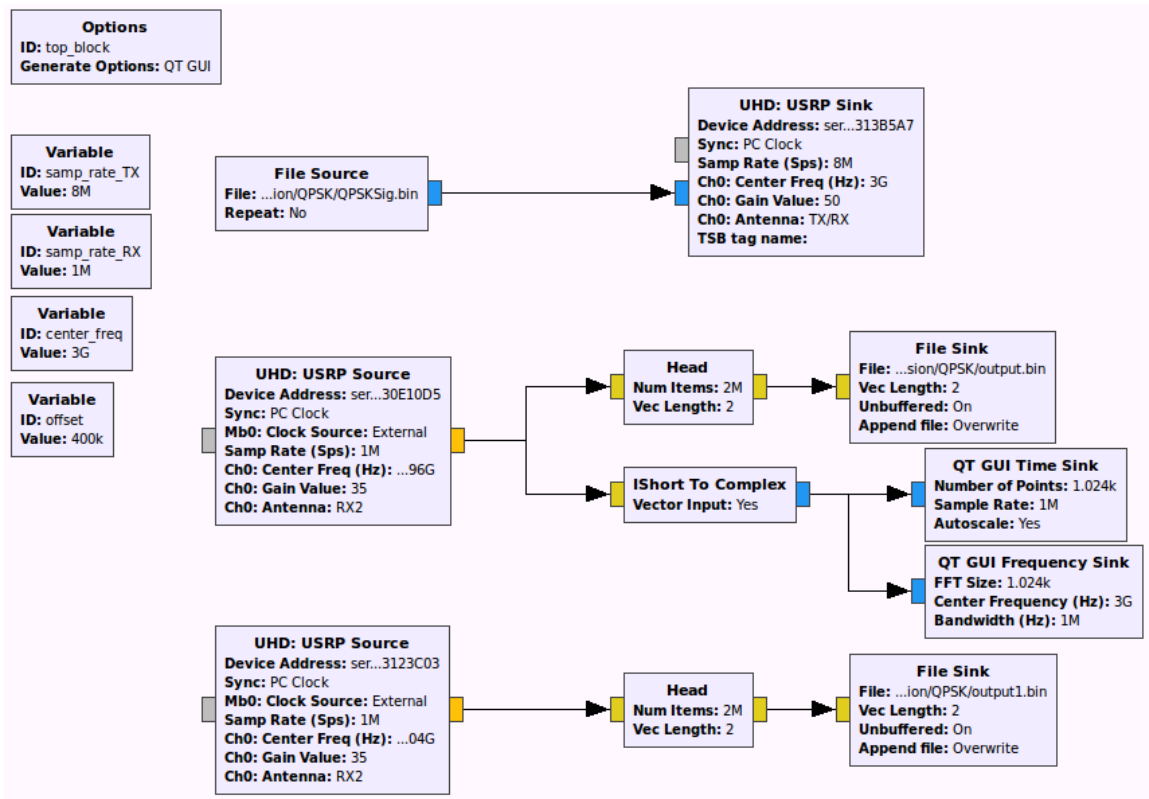 Options
ID: top_block
Generate Options: QT GUI
Variable
ID: samp_rate_TX
Value: 8M
Variable
ID: samp_rate_RX
Value: 1M
Variable
ID: center_freq
Value: 3G
Variable
ID: offset
Value: 400k
File Source
File: ...ion/QPSK/QPSKSig.bin
Repeat: No
UHD: USRP Sink
Device Address: ser...313B5A7
Sync: PC Clock
Samp Rate (Sps): 8M
Ch0: Center Freq (Hz): 3G
Ch0: Gain Value: 50
Ch0: Antenna: TX/RX
TSB tag name:
UHD: USRP Source
Device Address: ser...30E10D5
Sync: PC Clock
Mb0: Clock Source: External
Samp Rate (Sps): 1M
Ch0: Center Freq (Hz): ...96G
Ch0: Gain Value: 35
Ch0: Antenna: RX2
Head
Num Items: 2M
Vec Length: 2
File Sink
File: ...sion/QPSK/output.bin
Vec Length: 2
Unbuffered: On
Append file: Overwrite
IShort To Complex
Vector Input: Yes
QT GUI Time Sink
Number of Points: 1.024k
Sample Rate: 1M
Autoscale: Yes
QT GUI Frequency Sink
FFT Size: 1.024k
Center Frequency (Hz): 3G
Bandwidth (Hz): 1M
UHD: USRP Source
Device Address: ser...3123C03
Sync: PC Clock
Mb0: Clock Source: External
Samp Rate (Sps): 1M
Ch0: Center Freq (Hz): ...04G
Ch0: Gain Value: 35
Ch0: Antenna: RX2
Head
Num Items: 2M
Vec Length: 2
File Sink
File: ...ion/QPSK/output1.bin
Vec Length: 2
Unbuffered: On
Append file: Overwrite